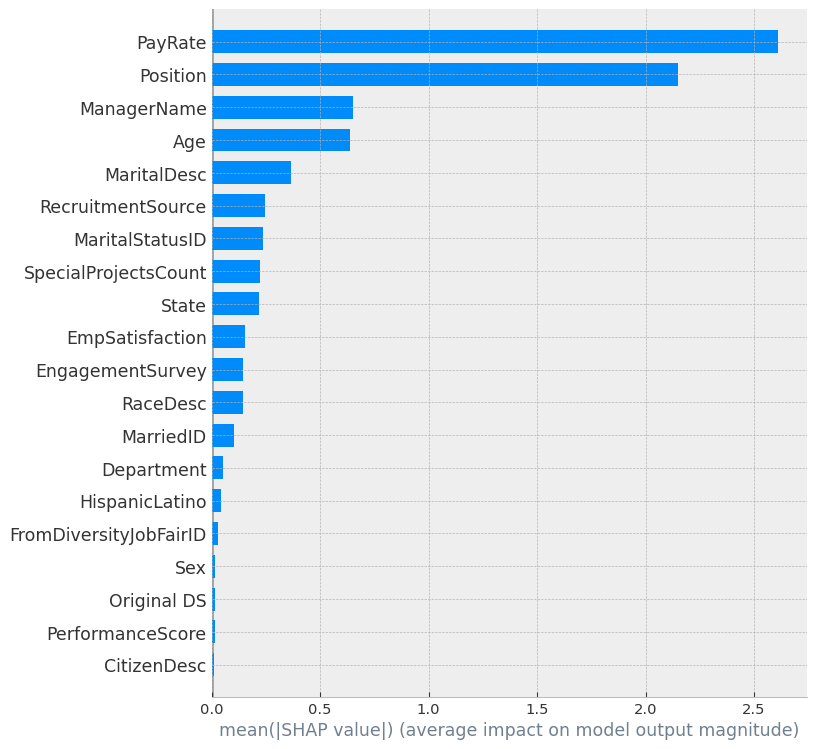 PayRate
Position
ManagerName
Age
MaritalDesc
RecruitmentSource
MaritalStatusID
SpecialProjectsCount
State
EmpSatisfaction
EngagementSurvey
RaceDesc
MarriedID
Department
HispanicLatino
FromDiversityJobFairID
Sex
Original DS
PerformanceScore
CitizenDesc
0.0 0.5 1.0 1.5 2.0 2.5
mean(|SHAP value|) (average impact on model output magnitude)